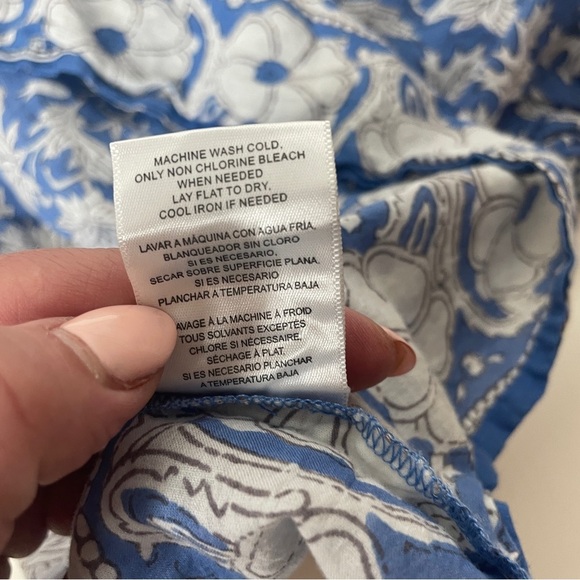 MACHINE WASH COLD,
ONLY NON CHLORINE BLEACH
WHEN NEEDED
LAY FLAT TO DRY,
COOL IRON IF NEEDED
LAVAR A MÀQUINA CON AGUA FRÍA.
BLANQUEADOR SIN CLORO
SI ES NECESARIO.
SECAR SOBRE SUPERFICIE PLANA.
SI ES NECESARIO
PLANCHAR A TEMPERATURA BAJA
AVAGE À LA MACHINE À FROID
TOUS SOLVANTS EXCEPTÉS
CHLORE SI NÉCESSAIRE,
SÉCHAGE À PLAT,
SI ES NECESARIO PLANCHAR
A TEMPERATURA BAJA